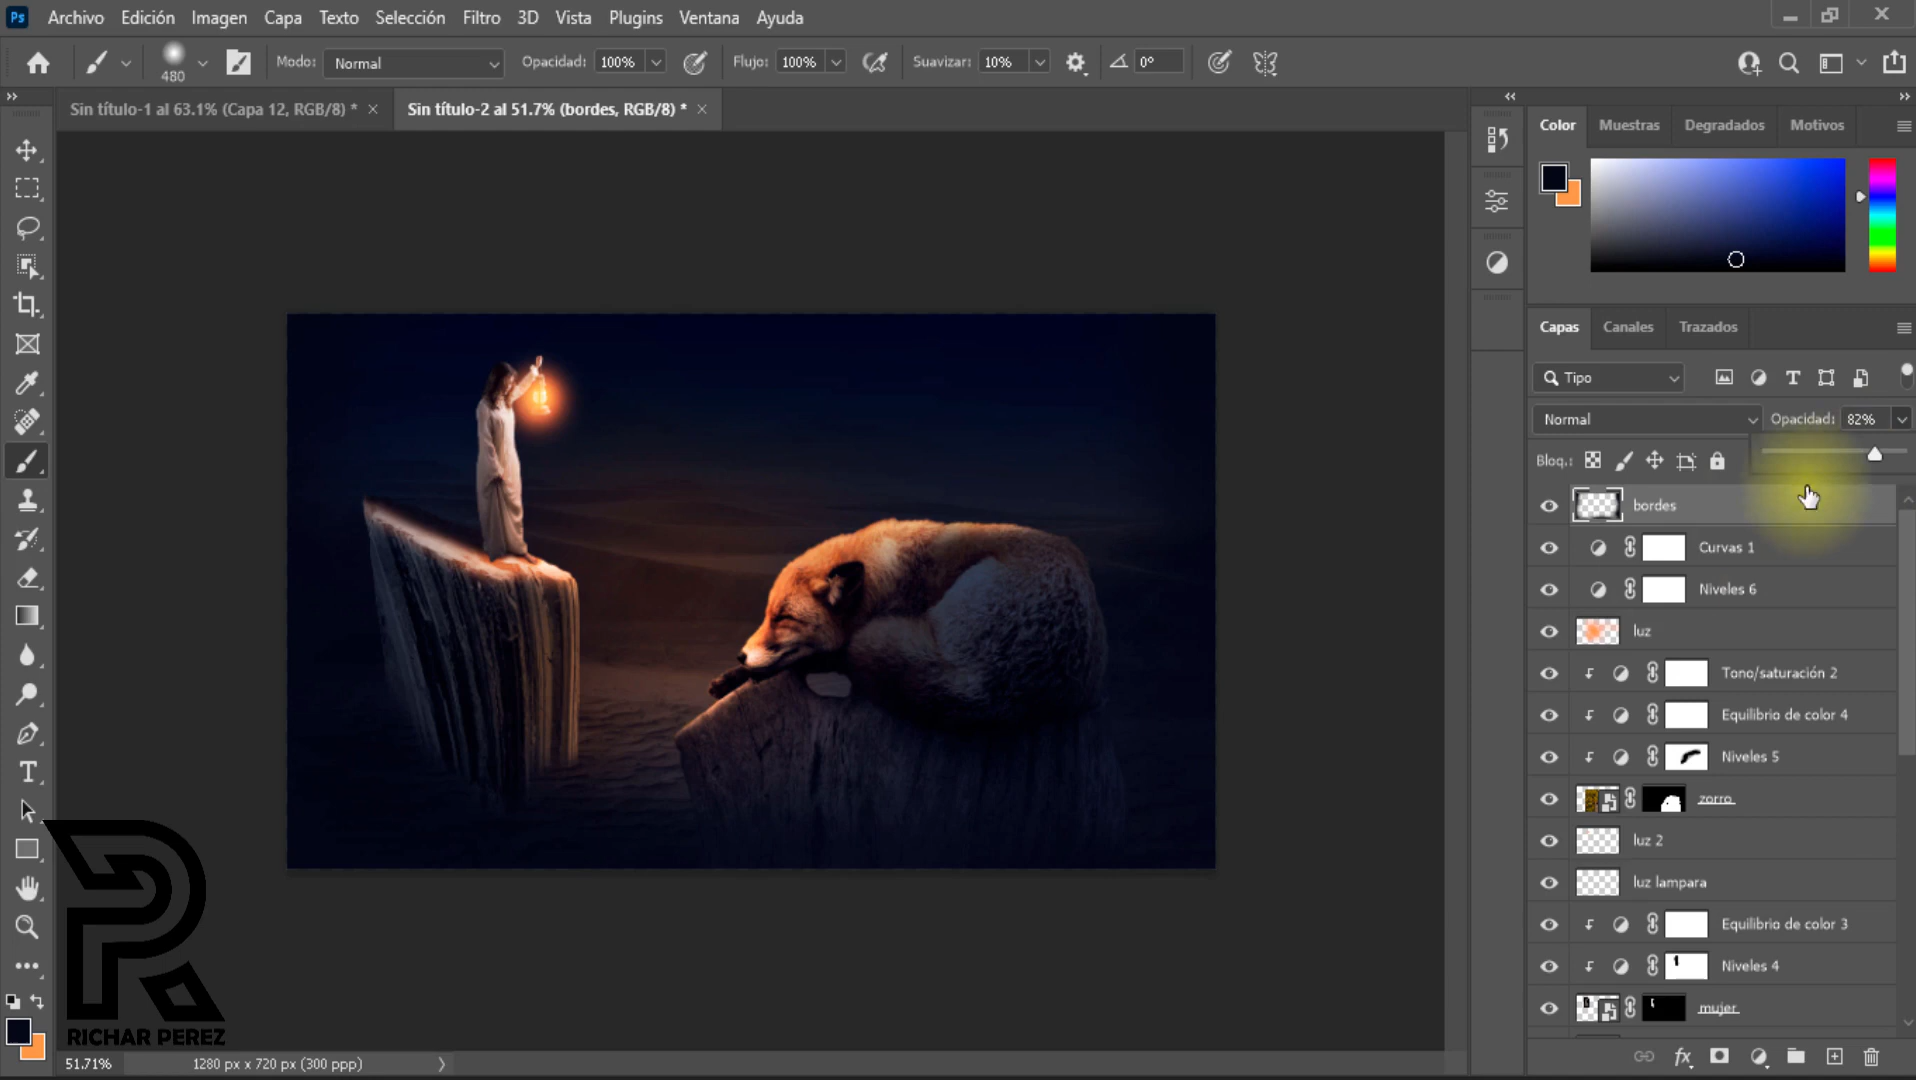 Ps Archivo Edición Imagen Capa Texto Selección Filtro 3D Vista Plugins Ventana Ayuda
480 Modo: Normal Opacidad: 100% Flujo: 100% Suavizar: 10% 0°
Sin título-1 al 63.1% (Capa 12, RGB/8) * Sin título-2 al 51.7% (bordes, RGB/8) *
Color Muestras Degradados Motivos
Capas Canales Trazados
Tipo
Normal Opacidad: 82%
Bloq.:
bordes
Curvas 1
Niveles 6
luz
Tono/saturación 2
Equilibrio de color 4
Niveles 5
zorro
luz 2
luz lampara
Equilibrio de color 3
Niveles 4
mujer
fx
RICHAR PEREZ
51.71% 1280 px x 720 px (300 ppp)